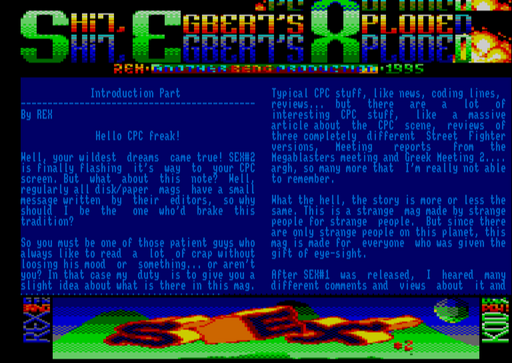 SHIT, EGBERT'S XPLODED
REX
1995
Introduction Part
By REX
Hello CPC freak!
Well, your wildest dreams came true! SEX#2
is finally flashing it's way to your CPC
screen. But what about this note? Well,
regularly all disk/paper mags have a small
message written by their editors, so why
should I be the one who'd brake this
tradition?
So you must be one of those patient guys who
always like to read a lot of crap without
loosing his mood or something... or aren't
you? In that case my duty is to give you a
slight idea about what is there in this mag.
Typical CPC stuff, like news, coding lines,
reviews... but there are a lot of
interesting CPC stuff, like a massive
article about the CPC scene, reviews of
three completely different Street Fighter
versions, Meeting reports from the
Megablasters meeting and Greek Meeting 2....
argh, so many more that I'm really not able
to remember.
What the hell, the story is more or less the
same. This is a strange mag made by strange
people for strange people. But since there
are only strange people on this planet, this
mag is made for everyone who was given the
gift of eye-sight.
After SEX#1 was released, I heared many
different comments and views about it and
REX
SEX
#2